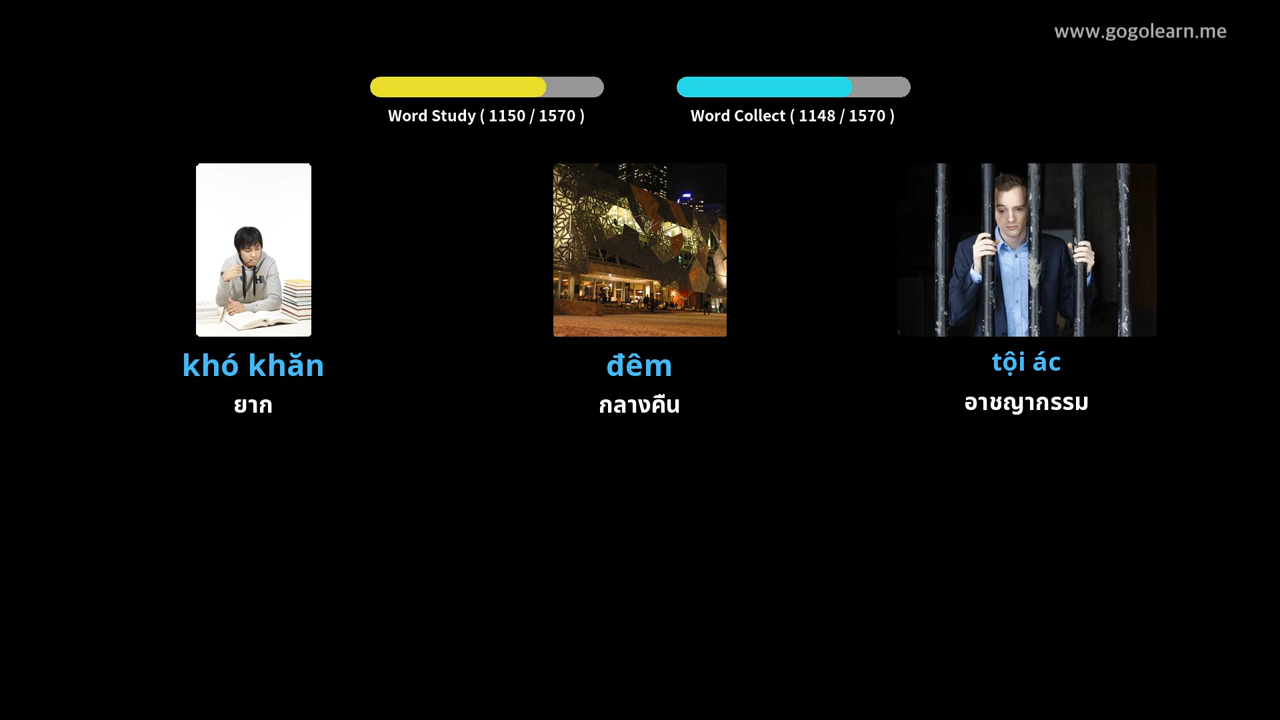 www.gogolearn.me
Word Study ( 1150 / 1570 )
Word Collect ( 1148 / 1570 )
khó khăn
ยาก
đêm
กลางคืน
tội ác
อาชญากรรม